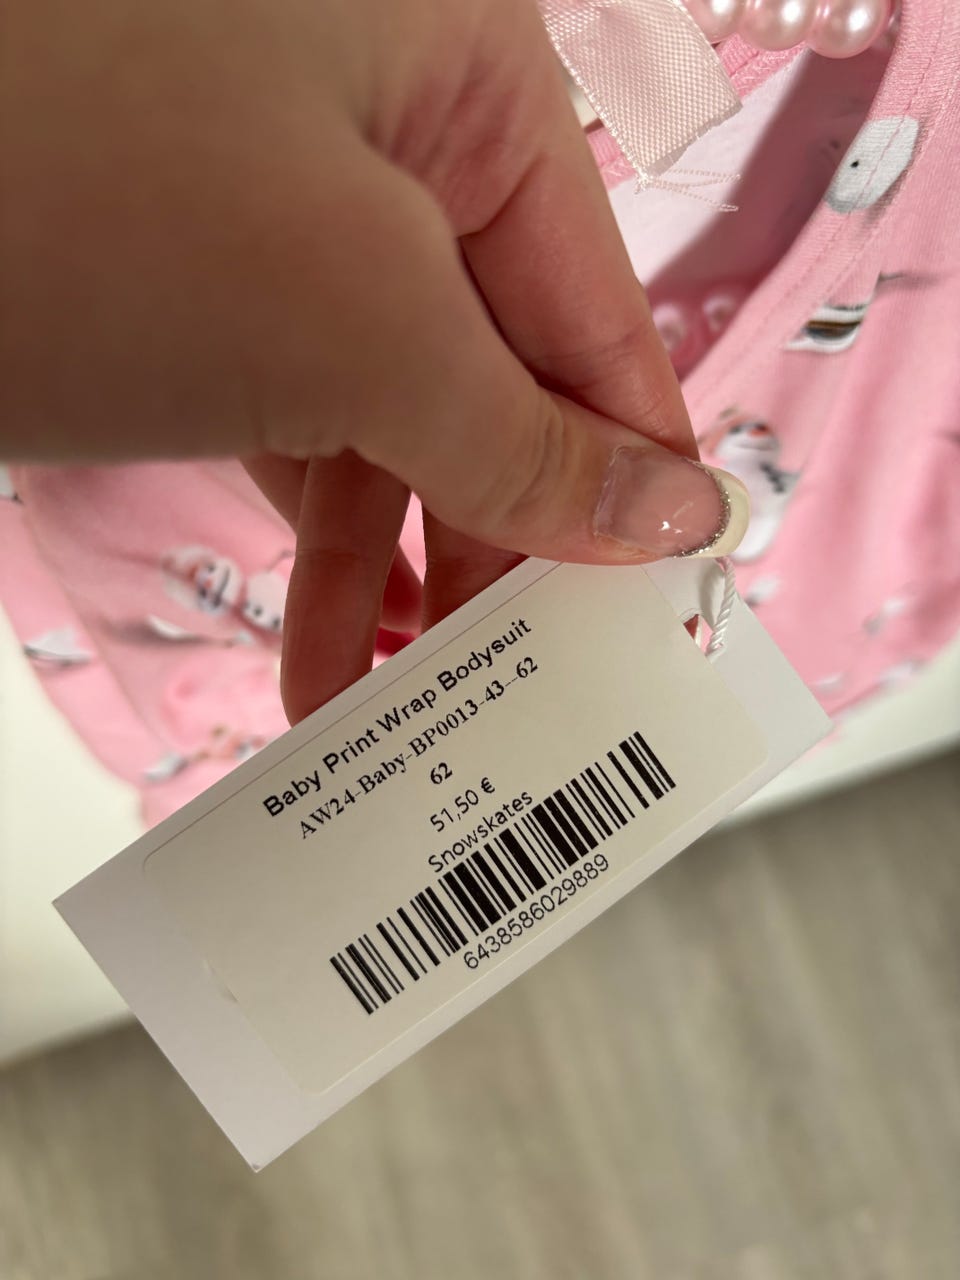 Baby Print Wrap Bodysuit
AW24-Baby-BP0013-43--62
62
51,50 €
Snowskates
6438586029889